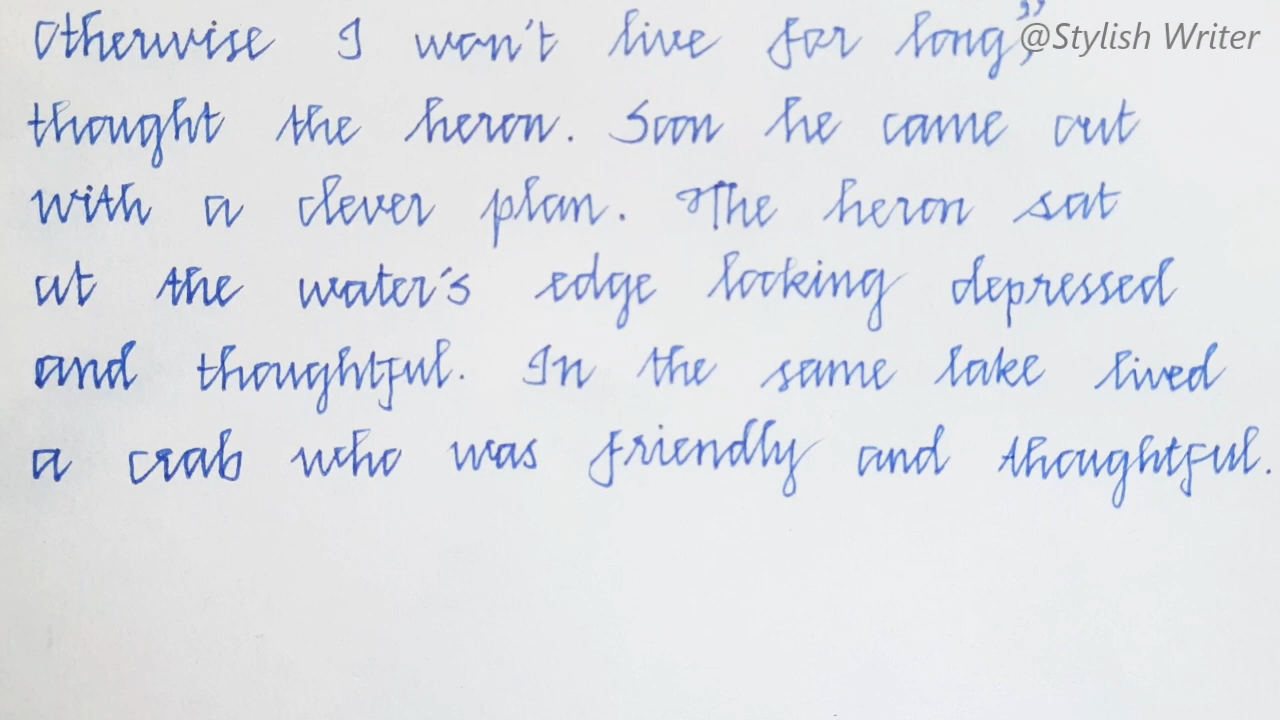 Otherwise I won't live for long,"
@Stylish Writer
thought the heron. Soon he came out
with a clever plan. The heron sat
at the water's edge looking depressed
and thoughtful. In the same lake lived
a crab who was friendly and thoughtful.